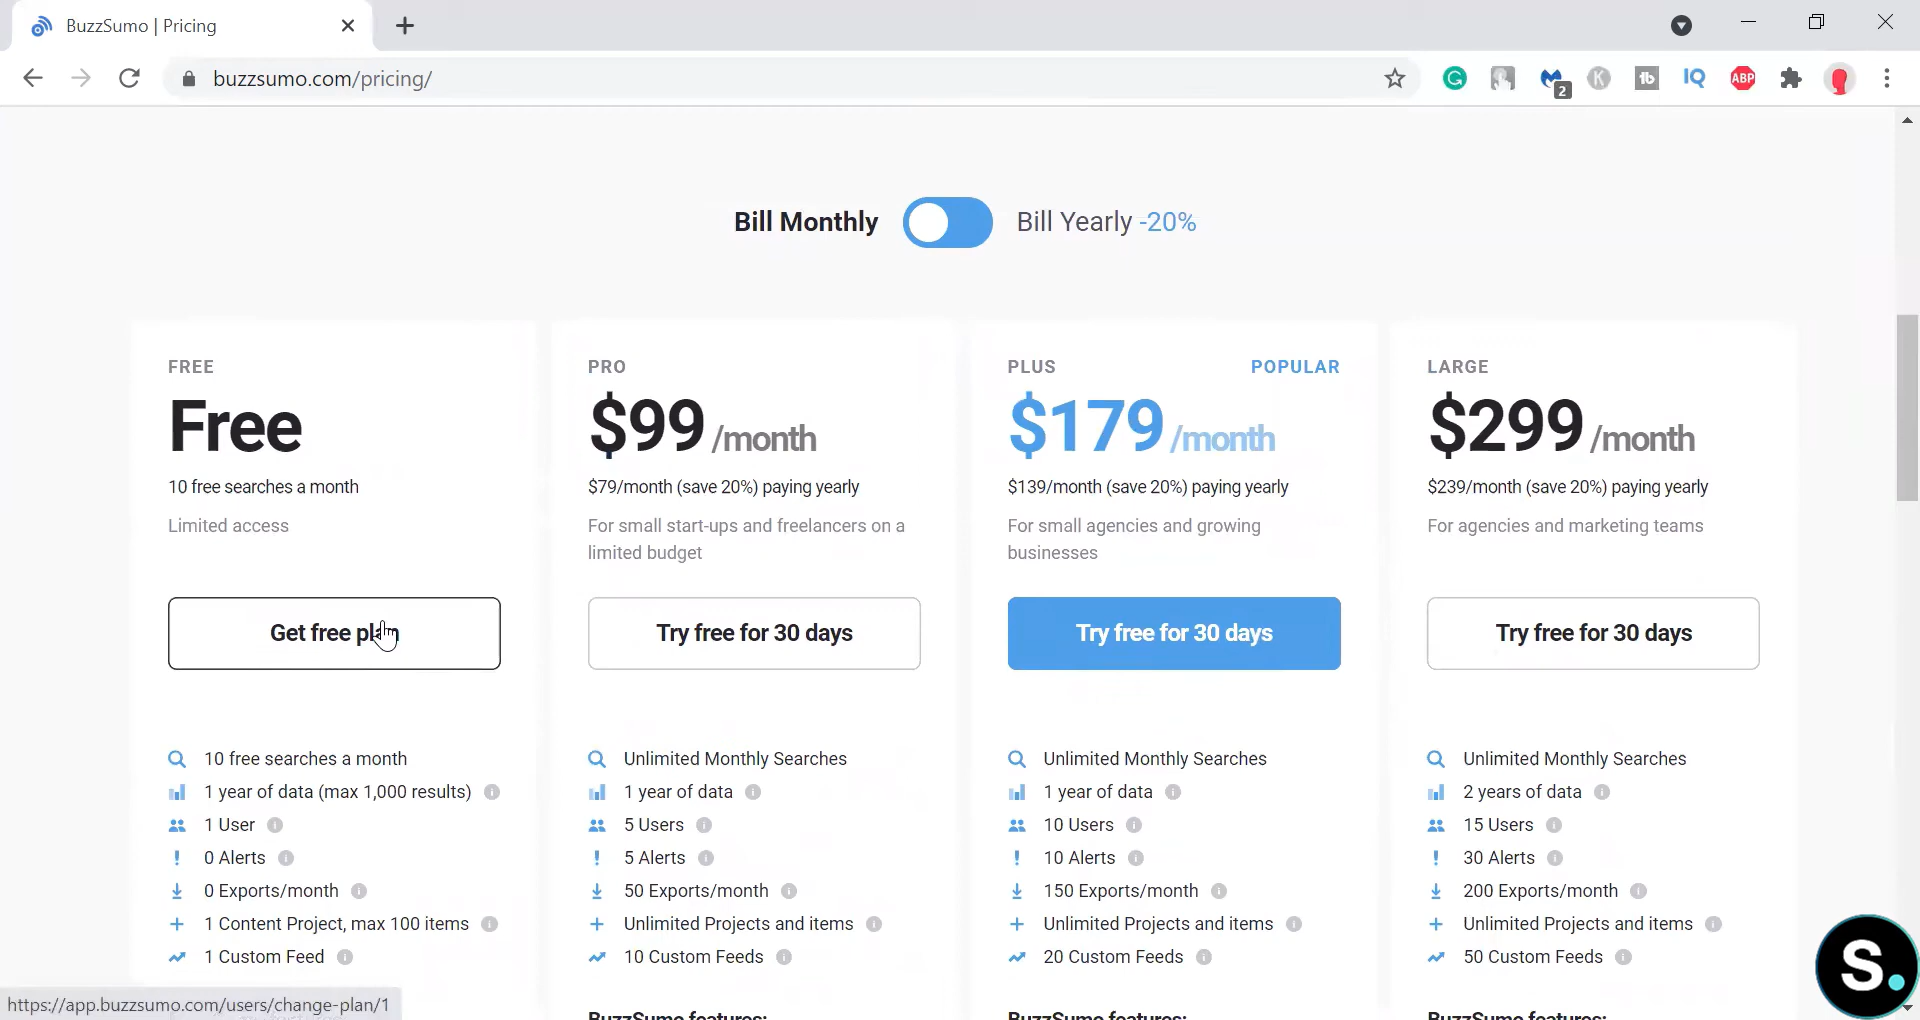 BuzzSumo | Pricing
buzzsumo.com/pricing/
2
K
tb
IQ
ABP
Bill Monthly
Bill Yearly -20%
FREE
Free
10 free searches a month
Limited access
Get free plan
10 free searches a month
1 year of data (max 1,000 results)
1 User
0 Alerts
0 Exports/month
1 Content Project, max 100 items
1 Custom Feed
PRO
$99 /month
$79/month (save 20%) paying yearly
For small start-ups and freelancers on a
limited budget
Try free for 30 days
Unlimited Monthly Searches
1 year of data
5 Users
5 Alerts
50 Exports/month
Unlimited Projects and items
10 Custom Feeds
BuzzSumo features:
PLUS
POPULAR
$179 /month
$139/month (save 20%) paying yearly
For small agencies and growing
businesses
Try free for 30 days
Unlimited Monthly Searches
1 year of data
10 Users
10 Alerts
150 Exports/month
Unlimited Projects and items
20 Custom Feeds
BuzzSumo features:
LARGE
$299 /month
$239/month (save 20%) paying yearly
For agencies and marketing teams
Try free for 30 days
Unlimited Monthly Searches
2 years of data
15 Users
30 Alerts
200 Exports/month
Unlimited Projects and items
50 Custom Feeds
BuzzSumo features:
S.
https://app.buzzsumo.com/users/change-plan/1